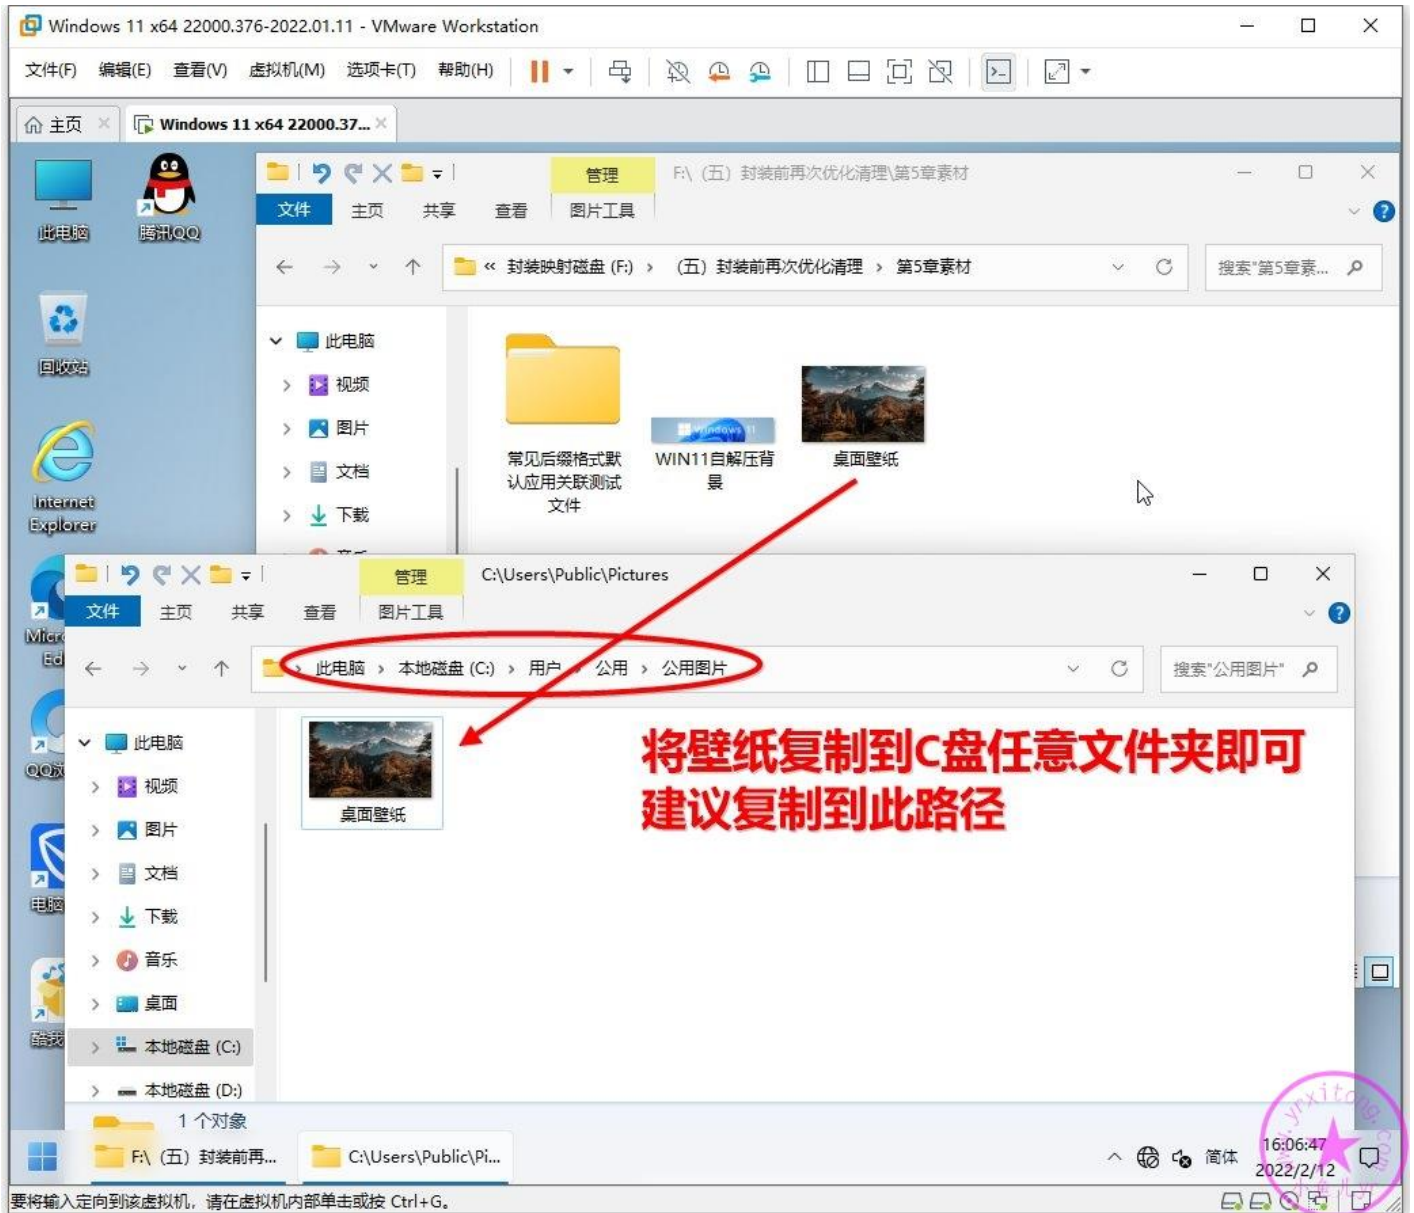 Windows 11 x64 22000.376-2022.01.11 - VMware Workstation
文件(F) 编辑(E) 查看(V) 虚拟机(M) 选项卡(T) 帮助(H)
主页 Windows 11 x64 22000.37...
此电脑 腾讯QQ
回收站
Internet
Explorer
管理 F:\（五）封装前再次优化清理\第5章素材
文件 主页 共享 查看 图片工具
« 封装映射磁盘 (F:) › （五）封装前再次优化清理 › 第5章素材 搜索"第5章素...
此电脑
视频
图片
文档
下载
常见后缀格式默
认应用关联测试
文件
Windows 11
WIN11自解压背
景
桌面壁纸
管理 C:\Users\Public\Pictures
文件 主页 共享 查看 图片工具
› 此电脑 › 本地磁盘 (C:) › 用户 › 公用 › 公用图片 搜索"公用图片"
此电脑
视频
图片
文档
下载
音乐
桌面
本地磁盘 (C:)
本地磁盘 (D:)
桌面壁纸
将壁纸复制到C盘任意文件夹即可
建议复制到此路径
1 个对象
F:\（五）封装前再... C:\Users\Public\Pi... 简体
16:06:47
2022/2/12
要将输入定向到该虚拟机，请在虚拟机内部单击或按 Ctrl+G。
www.yrxitong.com